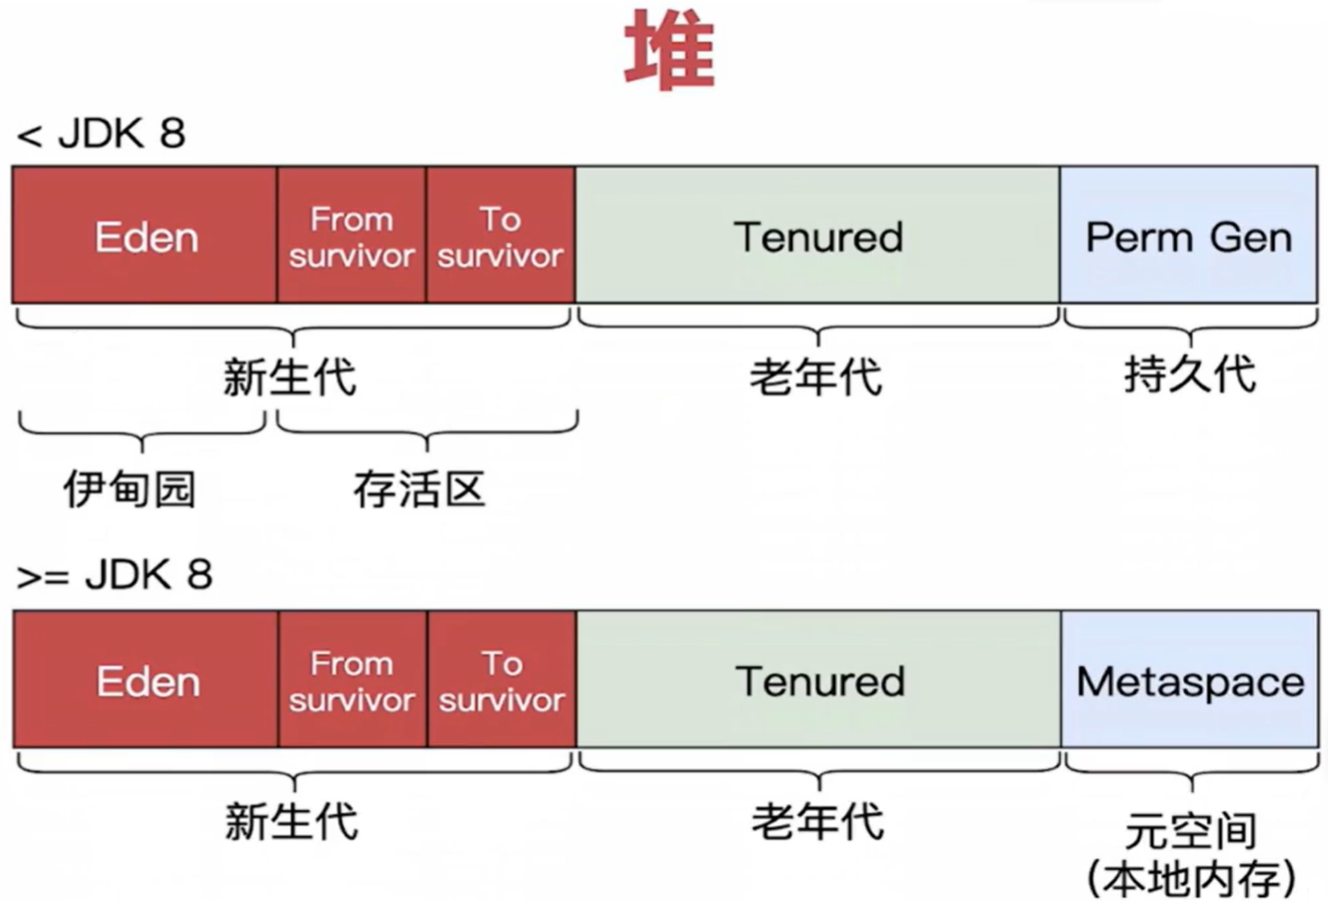 堆
< JDK 8
Eden
From
survivor
To
survivor
Tenured
Perm Gen
新生代
老年代
持久代
伊甸园
存活区
>= JDK 8
Eden
From
survivor
To
survivor
Tenured
Metaspace
新生代
老年代
元空间
(本地内存)